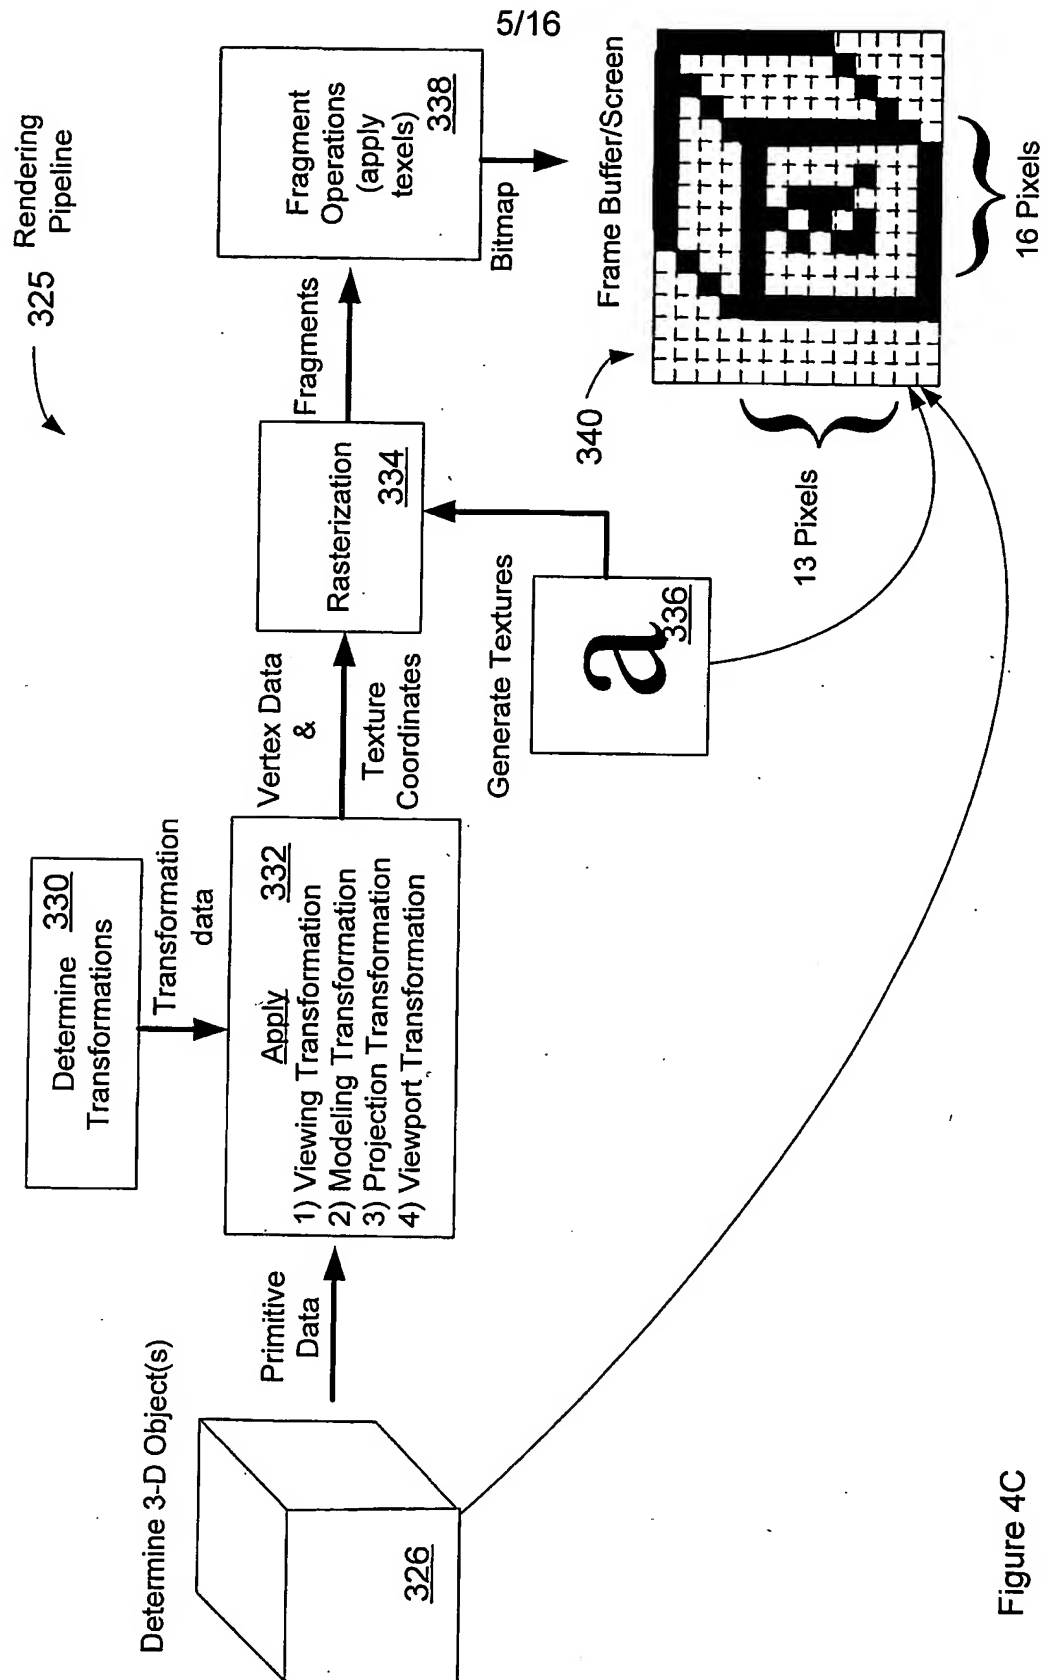 5/16
325 Rendering
Pipeline
Determine 3-D Object(s)
326
Primitive
Data
Determine
330
Transformations
Transformation
data
Apply 332
1) Viewing Transformation
2) Modeling Transformation
3) Projection Transformation
4) Viewport Transformation
Vertex Data
&
Texture
Coordinates
Rasterization
334
Generate Textures
a
336
Fragments
Fragment
Operations
(apply
texels)
338
Bitmap
Frame Buffer/Screen
340
13 Pixels
16 Pixels
Figure 4C